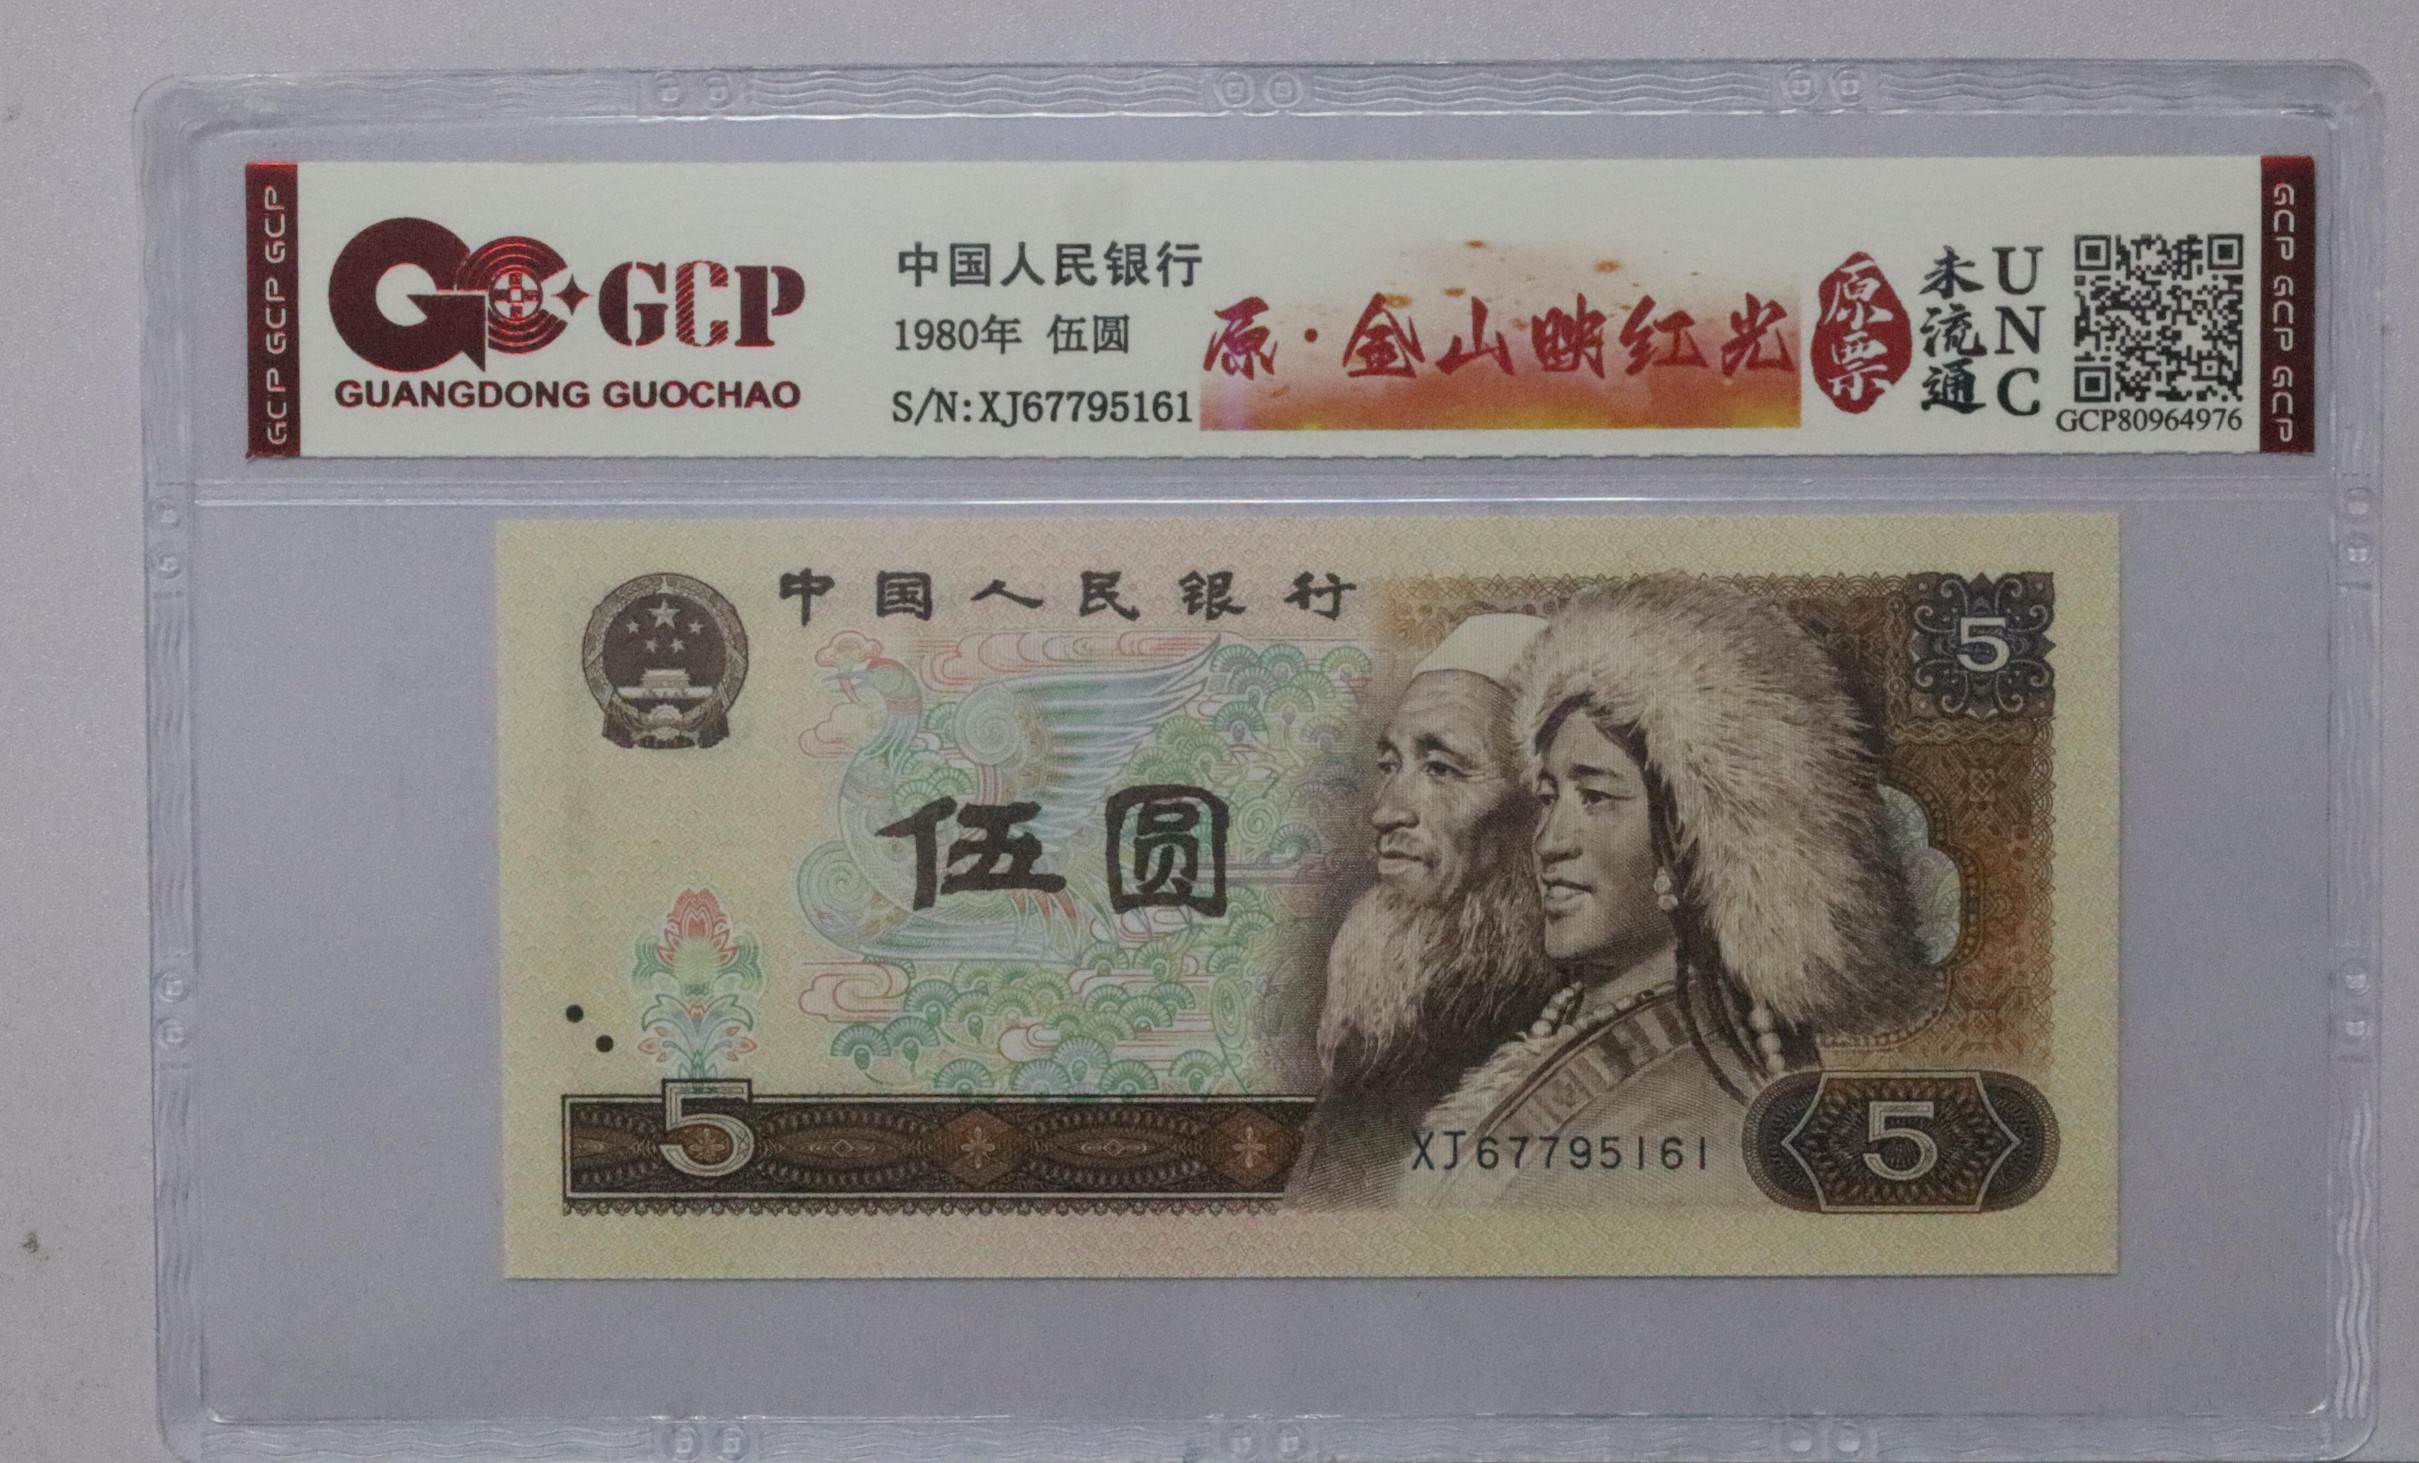 GCP GCP GCP
GCP
GUANGDONG GUOCHAO
中国人民银行
1980年 伍圆
S/N:XJ67795161
原·金山映红光
原票
未流通
UNC
GCP80964976
GCP GCP GCP
中国人民银行
5
伍圆
5
XJ67795161
5